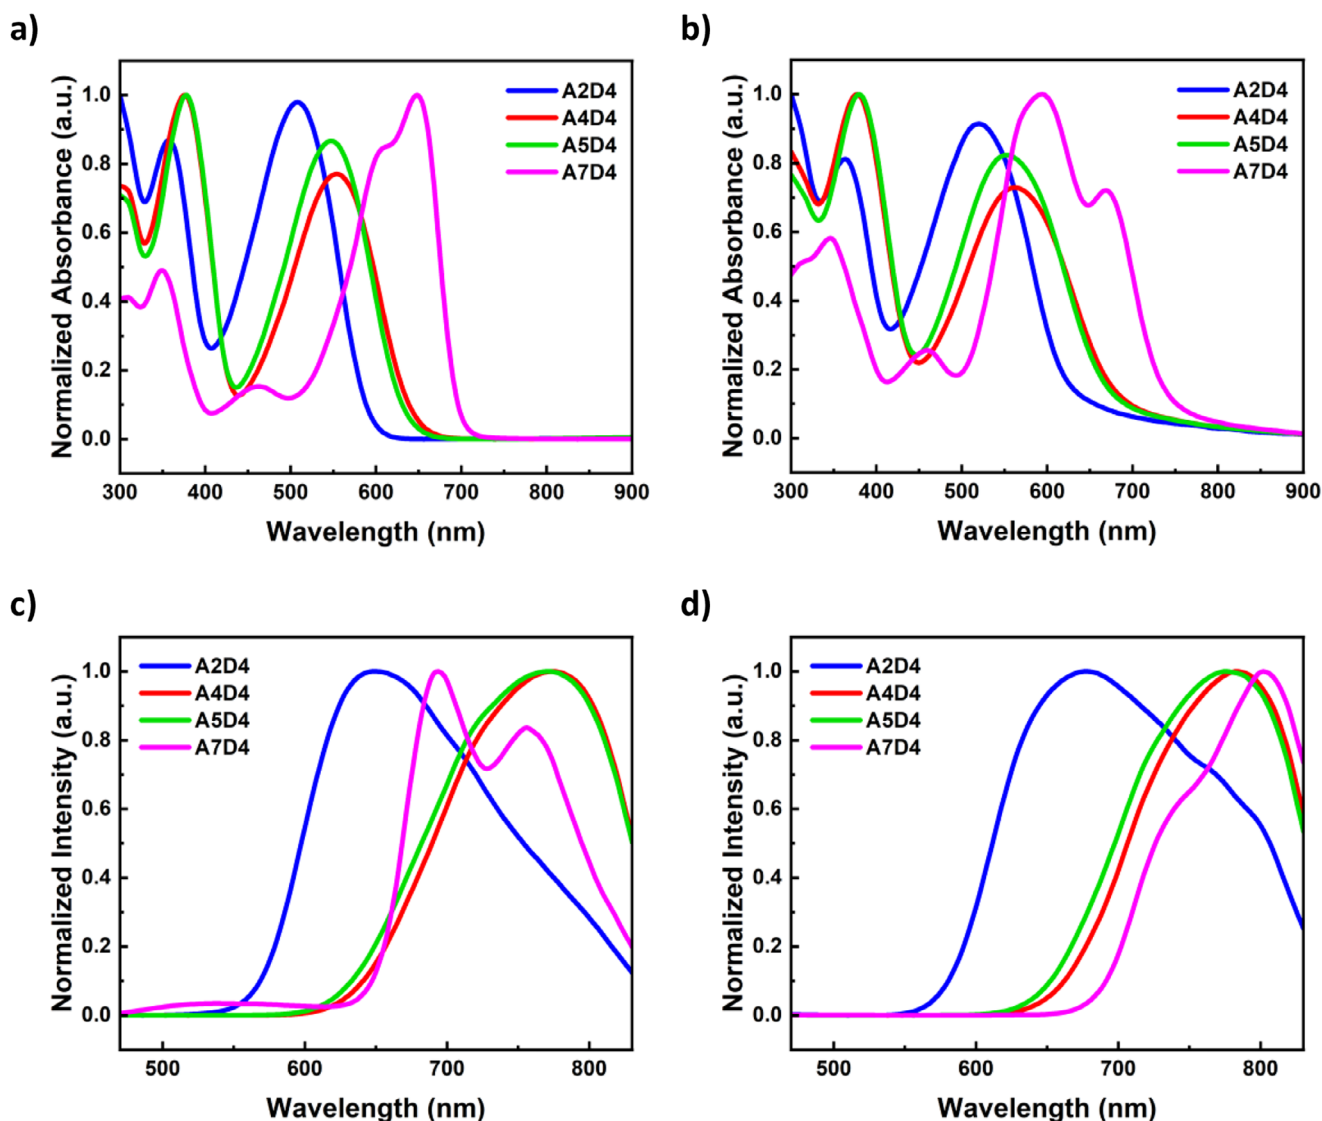 a)
Normalized Absorbance (a.u.)
1.0
0.8
0.6
0.4
0.2
0.0
A2D4
A4D4
A5D4
A7D4
300 400 500 600 700 800 900
Wavelength (nm)
b)
Normalized Absorbance (a.u.)
1.0
0.8
0.6
0.4
0.2
0.0
A2D4
A4D4
A5D4
A7D4
300 400 500 600 700 800 900
Wavelength (nm)
c)
Normalized Intensity (a.u.)
1.0
0.8
0.6
0.4
0.2
0.0
A2D4
A4D4
A5D4
A7D4
500 600 700 800
Wavelength (nm)
d)
Normalized Intensity (a.u.)
1.0
0.8
0.6
0.4
0.2
0.0
A2D4
A4D4
A5D4
A7D4
500 600 700 800
Wavelength (nm)